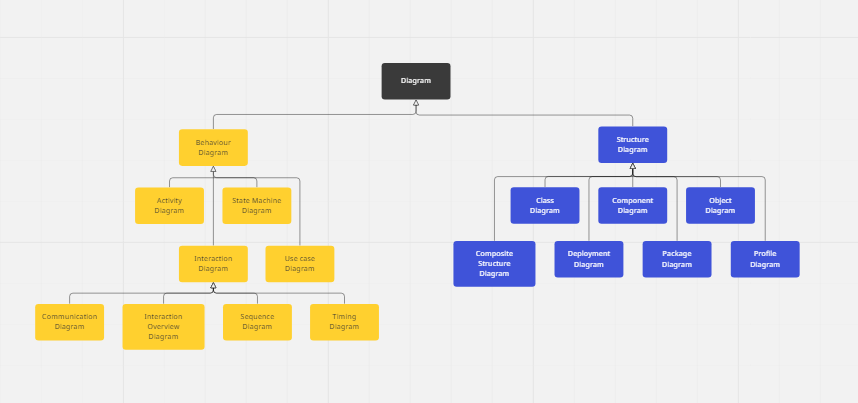 Diagram
Behaviour
Diagram
Structure
Diagram
Activity
Diagram
State Machine
Diagram
Class
Diagram
Component
Diagram
Object
Diagram
Interaction
Diagram
Use case
Diagram
Composite
Structure
Diagram
Deployment
Diagram
Package
Diagram
Profile
Diagram
Communication
Diagram
Interaction
Overview
Diagram
Sequence
Diagram
Timing
Diagram